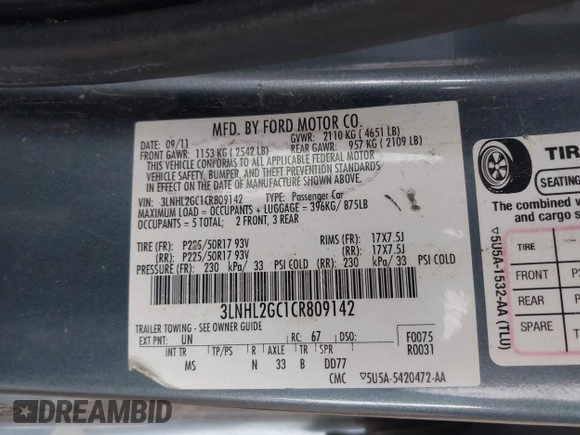 MFD. BY FORD MOTOR CO.
DATE: 09/11 GVWR: 2110 KG ( 4651 LB)
FRONT GAWR: 1153 KG ( 2542 LB) REAR GAWR: 957 KG ( 2109 LB)
THIS VEHICLE CONFORMS TO ALL APPLICABLE FEDERAL MOTOR
VEHICLE SAFETY, BUMPER, AND THEFT PREVENTION STANDARDS
IN EFFECT ON THE DATE OF MANUFACTURE SHOWN ABOVE.
VIN: 3LNHL2GC1CR809142 TYPE: Passenger Car
MAXIMUM LOAD = OCCUPANTS + LUGGAGE = 396KG/ 875LB
OCCUPANTS = 5 TOTAL; 2 FRONT, 3 REAR
TIRE (FR): P225/50R17 93V RIMS (FR): 17X7.5J
(RR): P225/50R17 93V (RR): 17X7.5J
PRESSURE (FR): 230 kPa/ 33 PSI COLD (RR): 230 kPa/ 33 PSI COLD
3LNHL2GC1CR809142
TRAILER TOWING - SEE OWNER GUIDE
EXT PNT: UN RC: 67 DSO: F0075
R0031
INT TR TP/PS R AXLE TR SPR
MS N 33 B DD77
CMC ▽5U5A-5420472-AA
TIR
SEATING
The combined w
and cargo s
TIRE
FRONT P2
REAR P
SPARE T
▽5U5A-1532-AA (TLU)
DREAMBID